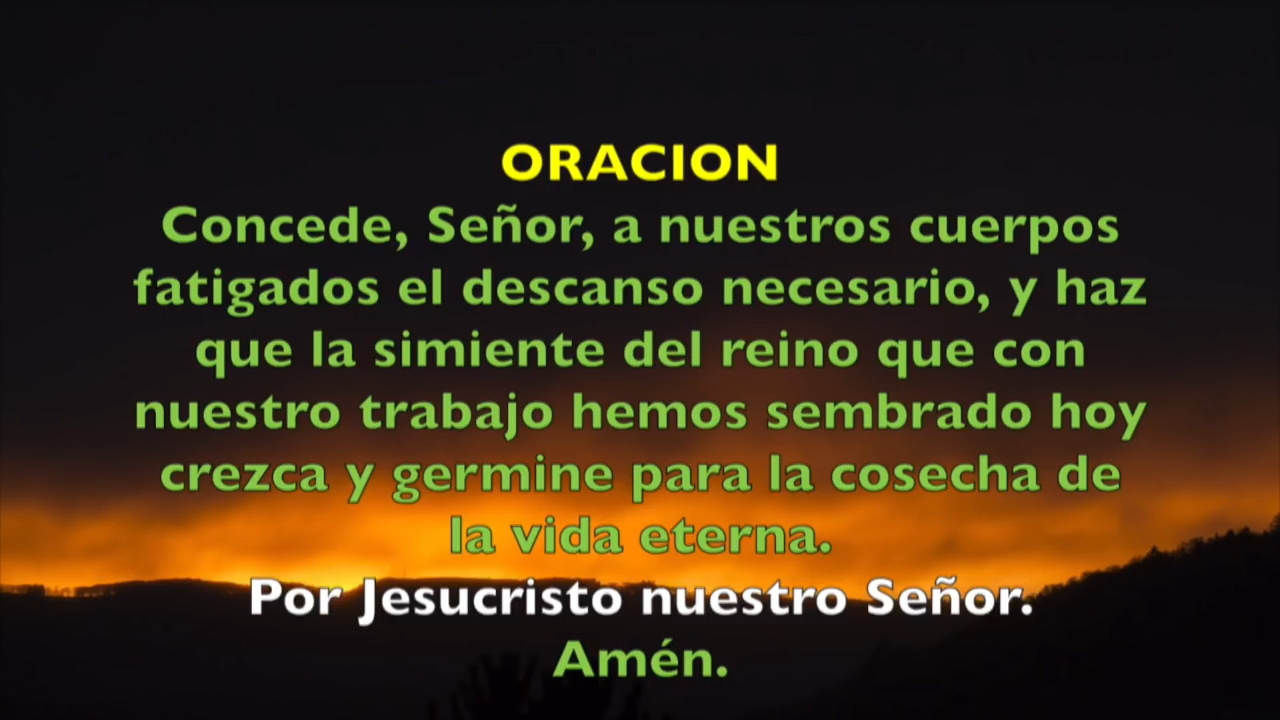 ORACION
Concede, Señor, a nuestros cuerpos
fatigados el descanso necesario, y haz
que la simiente del reino que con
nuestro trabajo hemos sembrado hoy
crezca y germine para la cosecha de
la vida eterna.
Por Jesucristo nuestro Señor.
Amén.